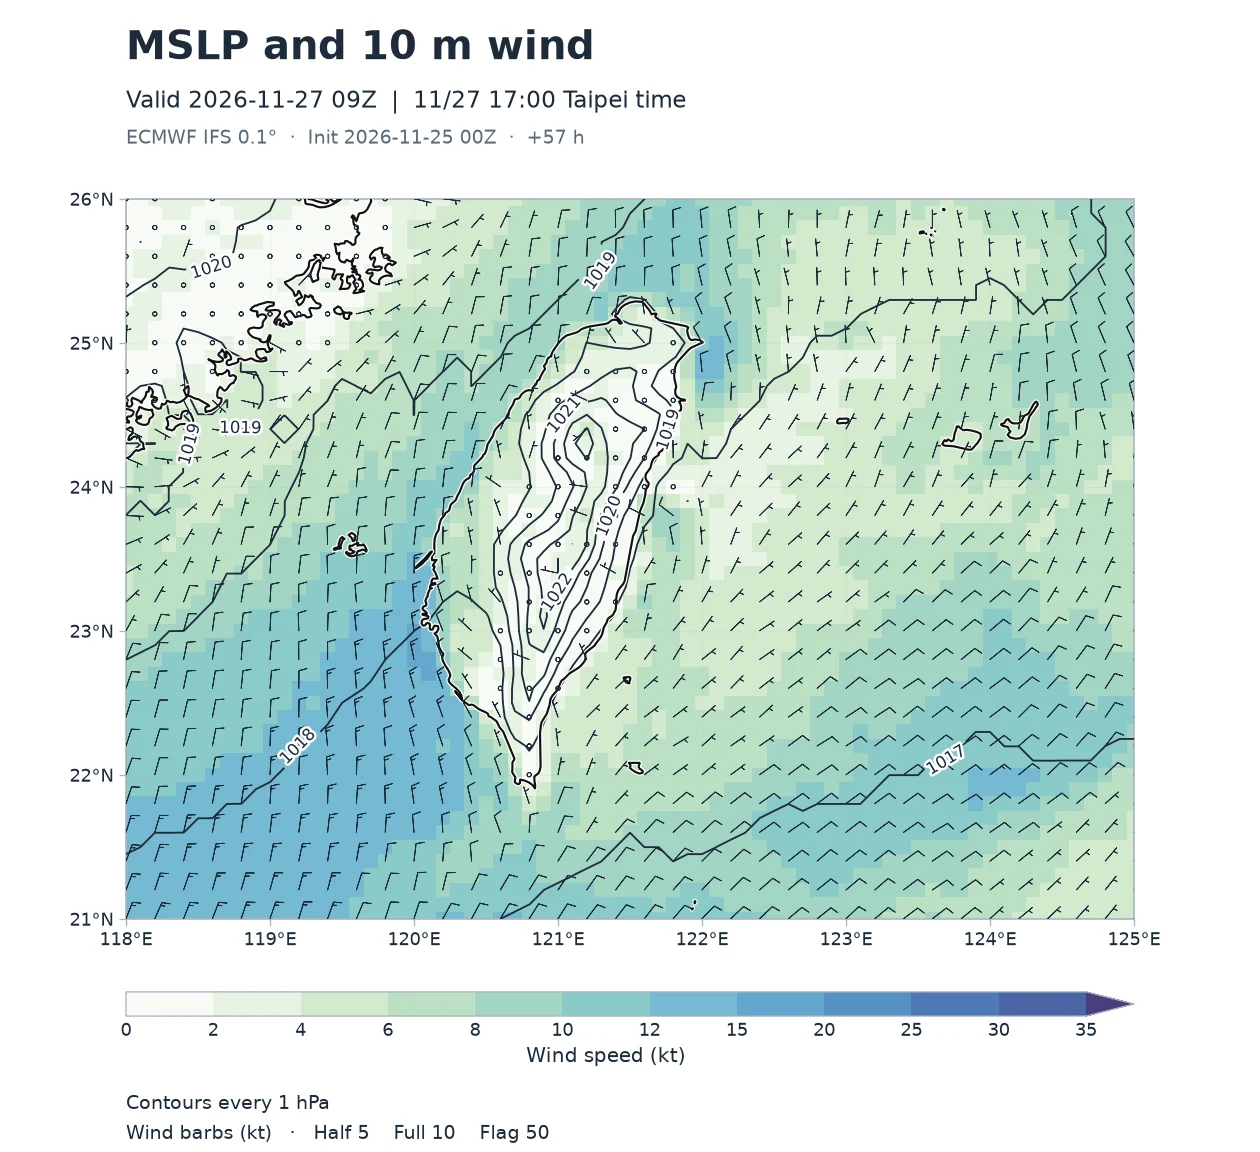 MSLP and 10 m wind
Valid 2026-11-27 09Z | 11/27 17:00 Taipei time
ECMWF IFS 0.1° · Init 2026-11-25 00Z · +57 h
26°N
25°N
24°N
23°N
22°N
21°N
1020
1019
1019
1019
1021
1019
1020
1022
1018
1017
118°E 119°E 120°E 121°E 122°E 123°E 124°E 125°E
0 2 4 6 8 10 12 15 20 25 30 35
Wind speed (kt)
Contours every 1 hPa
Wind barbs (kt) · Half 5 Full 10 Flag 50